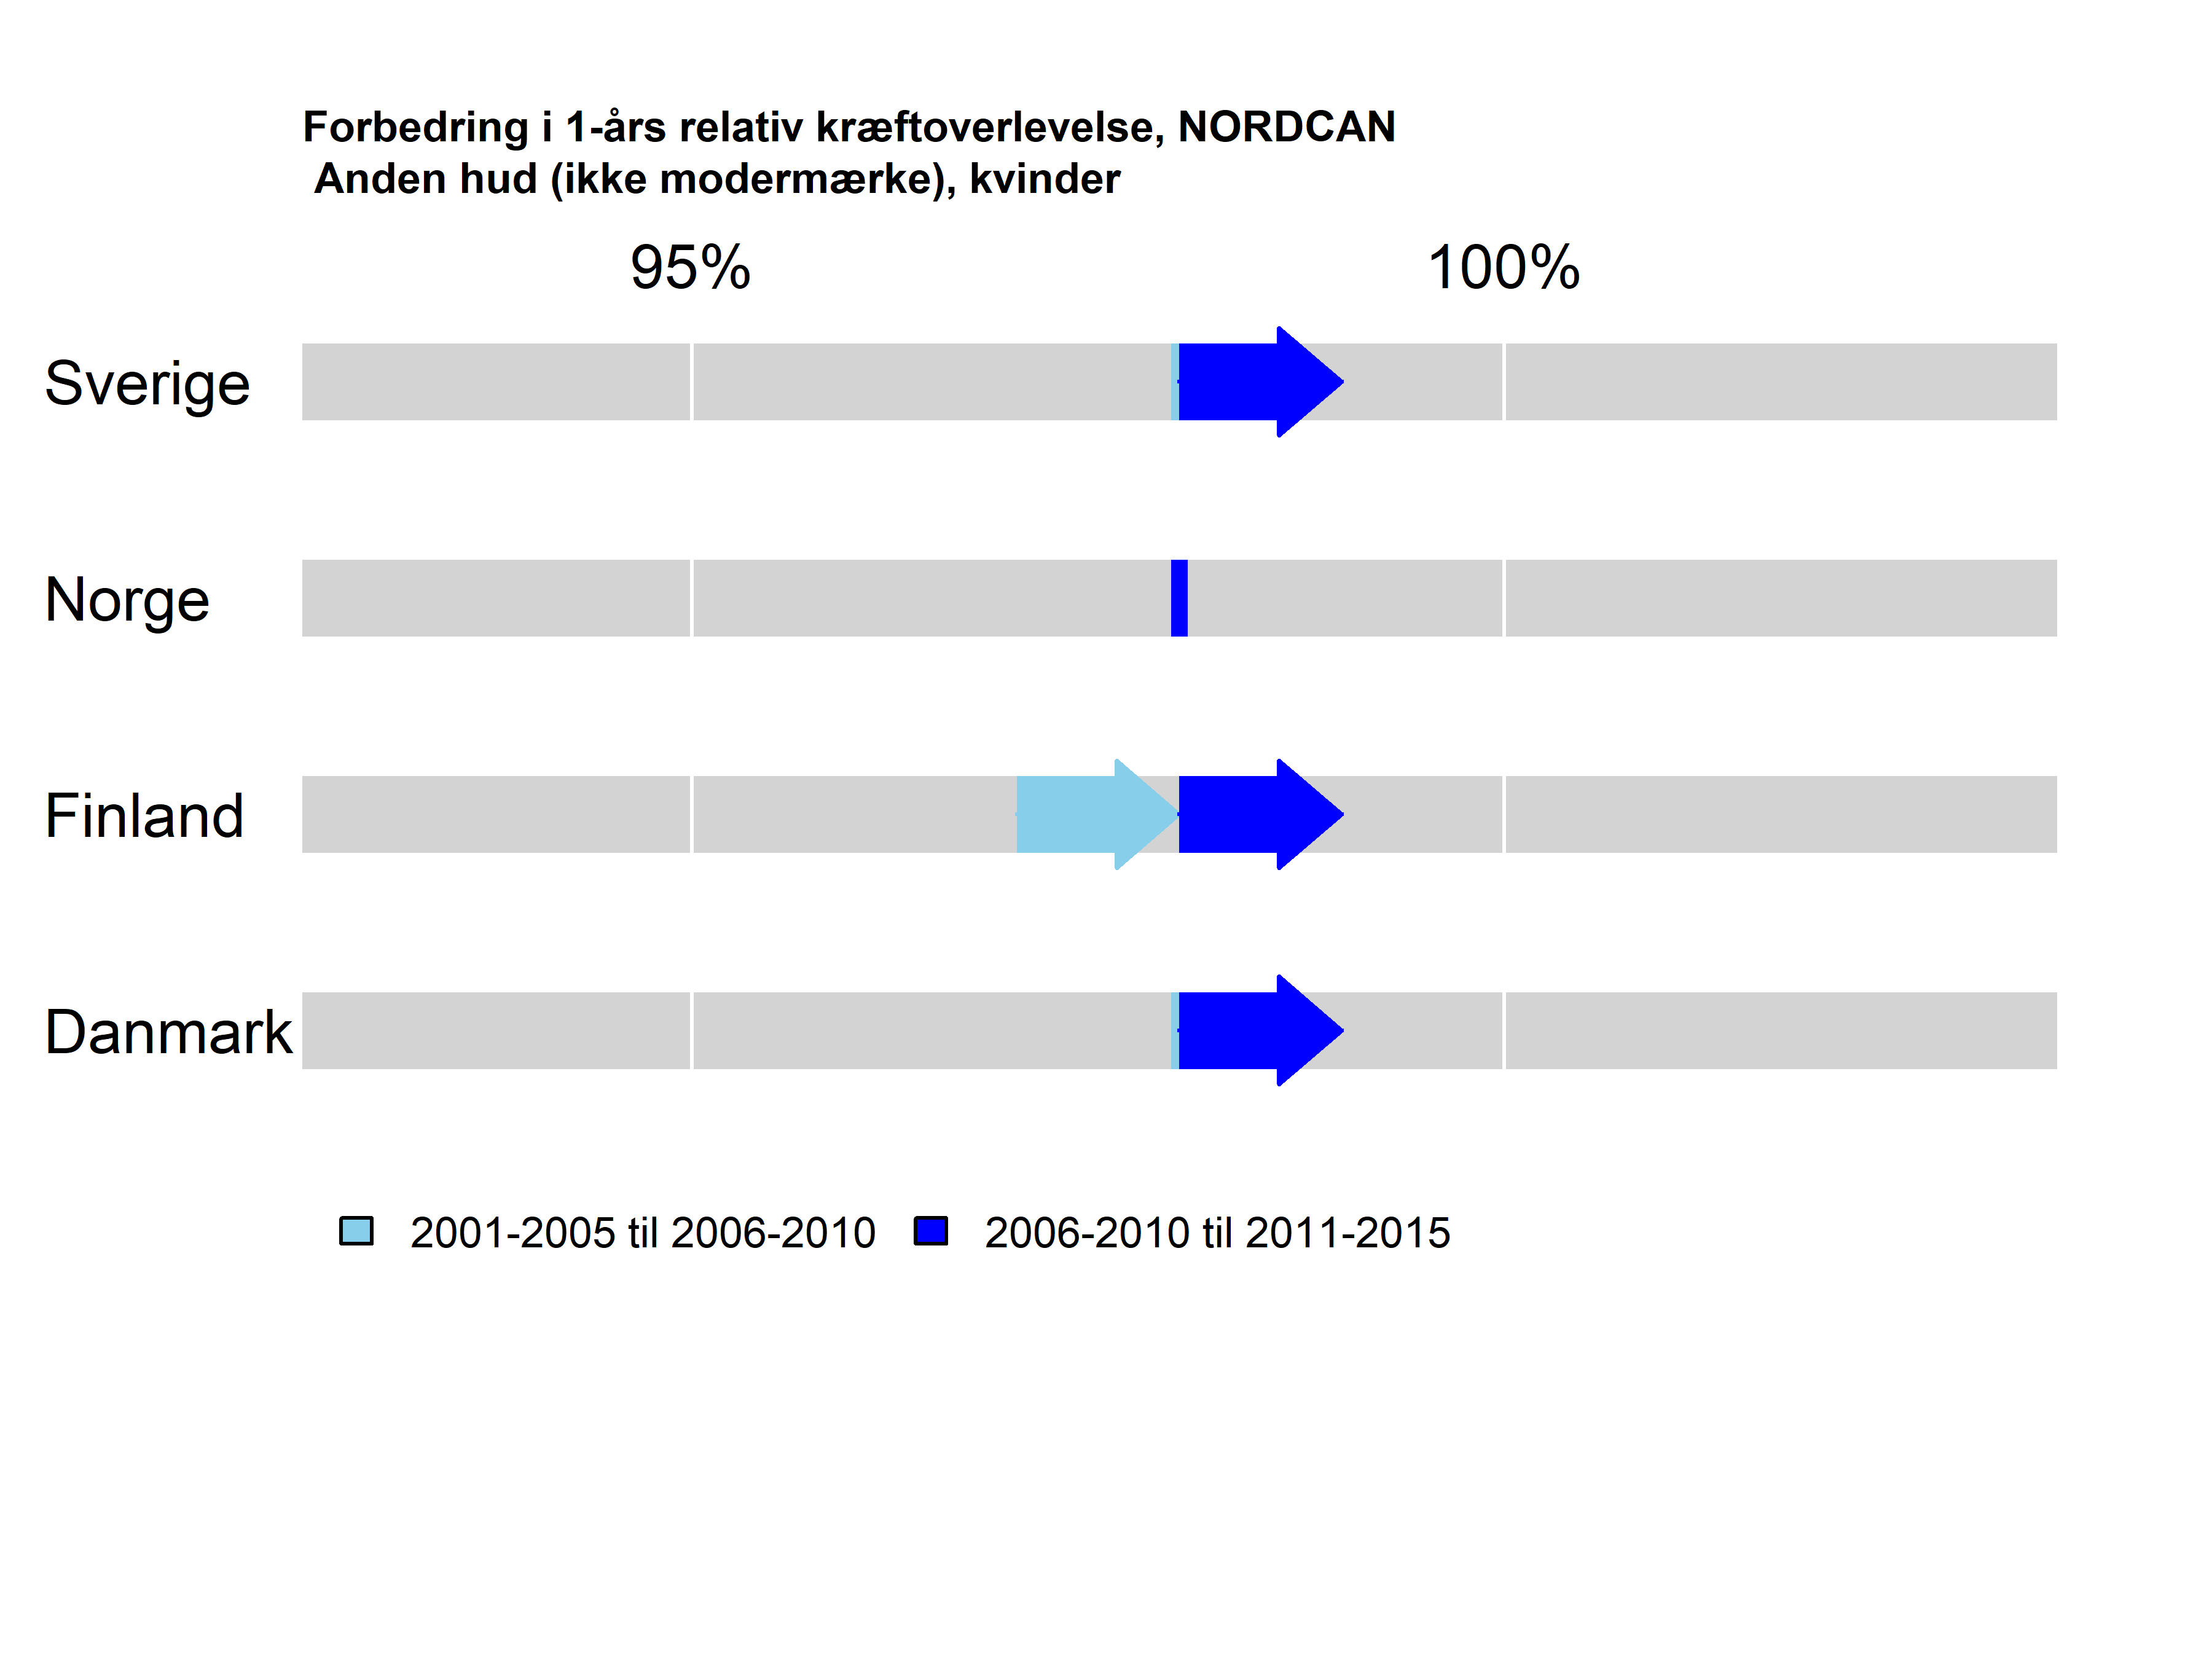 Forbedring i 1-års relativ kræftoverlevelse, NORDCAN
Anden hud (ikke modermærke), kvinder
95% 100%
Sverige
Norge
Finland
Danmark
2001-2005 til 2006-2010 2006-2010 til 2011-2015